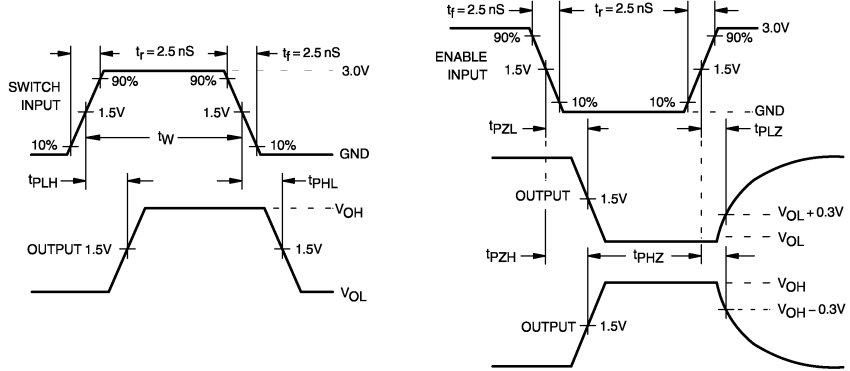 tr = 2.5 nS
tf = 2.5 nS
90%
90%
3.0V
SWITCH
INPUT
1.5V
1.5V
10%
tW
10%
GND
tPLH
tPHL
VOH
OUTPUT 1.5V
1.5V
VOL
tf = 2.5 nS
tr = 2.5 nS
3.0V
90%
90%
ENABLE
INPUT
1.5V
1.5V
10%
10%
GND
tPZL
tPLZ
OUTPUT
1.5V
VOL + 0.3V
VOL
tPZH
tPHZ
VOH
OUTPUT
1.5V
VOH – 0.3V